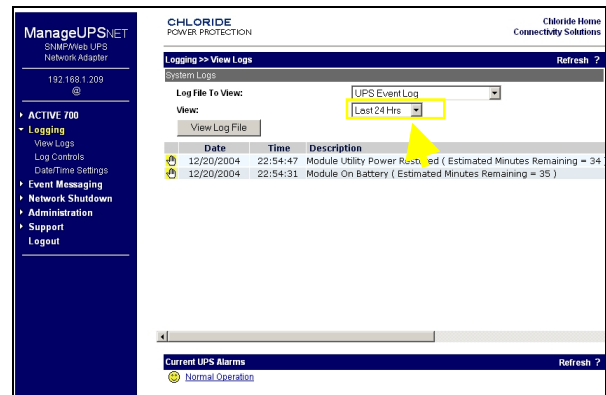 ManageUPSNET
SNMP/Web UPS
Network Adapter
192.168.1.209
@
ACTIVE 700
Logging
View Logs
Log Controls
Date/Time Settings
Event Messaging
Network Shutdown
Administration
Support
Logout
CHLORIDE
POWER PROTECTION
Chloride Home
Connectivity Solutions
Logging >> View Logs Refresh ?
System Logs
Log File To View: UPS Event Log
View: Last 24 Hrs
View Log File
Date Time Description
12/20/2004 22:54:47 Module Utility Power Restored ( Estimated Minutes Remaining = 34
12/20/2004 22:54:31 Module On Battery ( Estimated Minutes Remaining = 35 )
Current UPS Alarms Refresh ?
Normal Operation